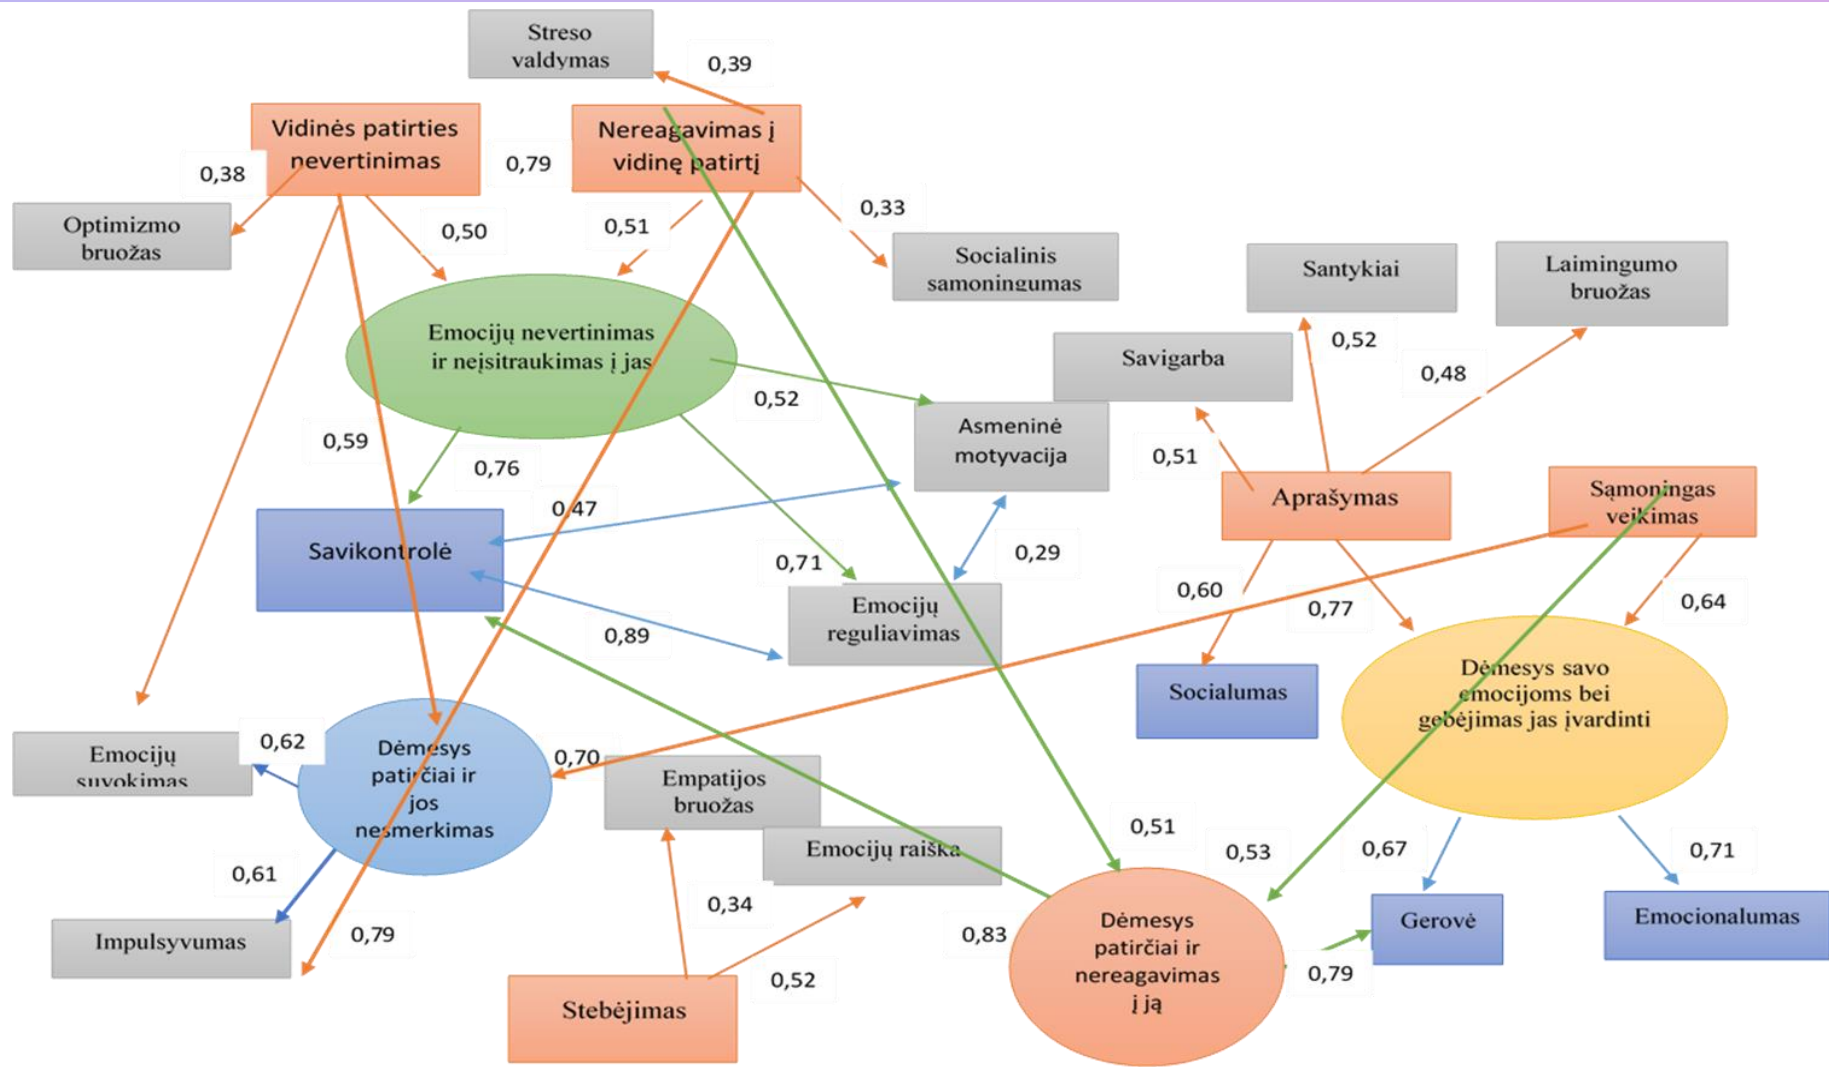 Streso
valdymas
0,39
Vidinės patirties
nevertinimas
Nereagavimas į
vidinę patirtį
0,79
0,38
0,33
Optimizmo
bruožas
0,50
0,51
Socialinis
samoningumas
Santykiai
Laimingumo
bruožas
Emocijų nevertinimas
ir neįsitraukimas į jas
0,52
Savigarba
0,48
0,52
Asmeninė
motyvacija
0,59
0,76
0,51
Aprašymas
Sąmoningas
veikimas
0,47
Savikontrolė
0,71
0,29
0,60
0,77
0,64
Emocijų
reguliavimas
0,89
Socialumas
Dėmesys savo
emocijoms bei
gebėjimas jas įvardinti
Emocijų
suvokimas
0,62
Dėmesys
patirčiai ir
jos
nesmerkimas
0,70
Empatijos
bruožas
Emocijų raiška
0,51
0,53
0,67
0,71
0,61
0,34
Impulsyvumas
0,79
0,83
Dėmesys
patirčiai ir
nereagavimas
į ją
Gerovė
Emocionalumas
0,52
0,79
Stebėjimas